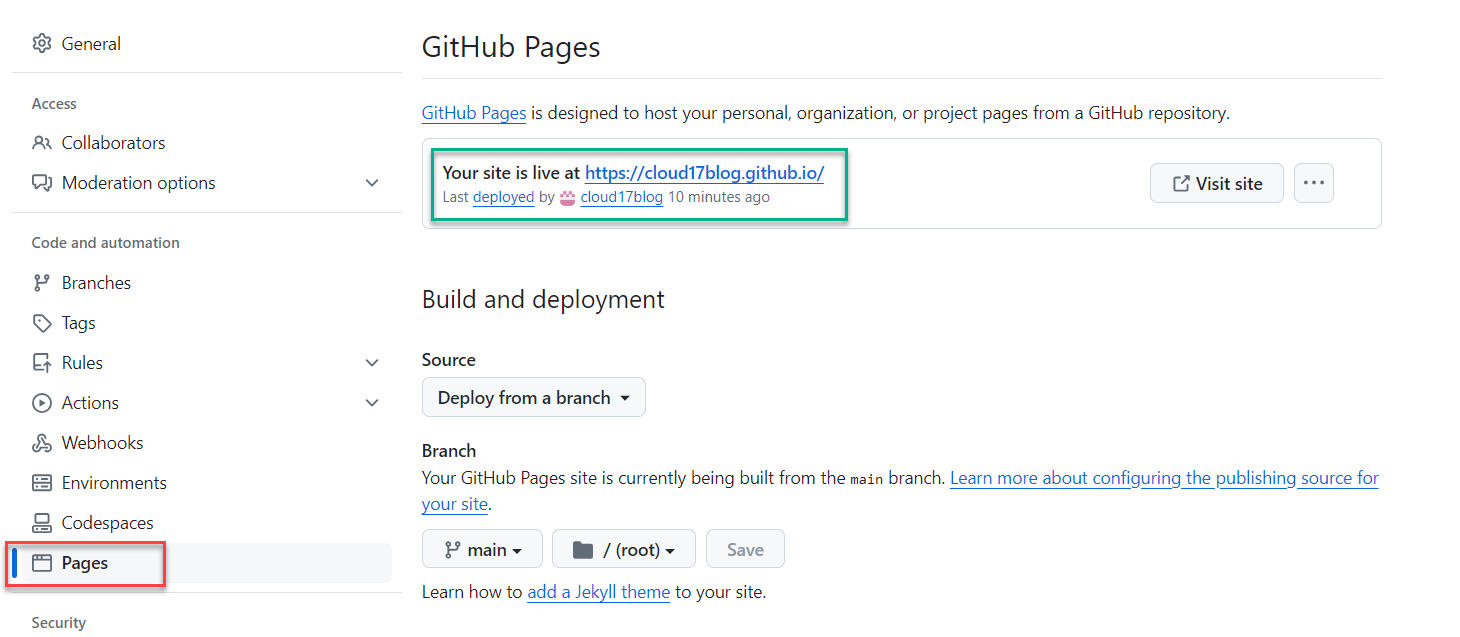 General
Access
Collaborators
Moderation options
Code and automation
Branches
Tags
Rules
Actions
Webhooks
Environments
Codespaces
Pages
Security
GitHub Pages
GitHub Pages is designed to host your personal, organization, or project pages from a GitHub repository.
Your site is live at https://cloud17blog.github.io/
Last deployed by cloud17blog 10 minutes ago
Visit site
Build and deployment
Source
Deploy from a branch
Branch
Your GitHub Pages site is currently being built from the main branch. Learn more about configuring the publishing source for
your site.
main
/ (root)
Save
Learn how to add a Jekyll theme to your site.